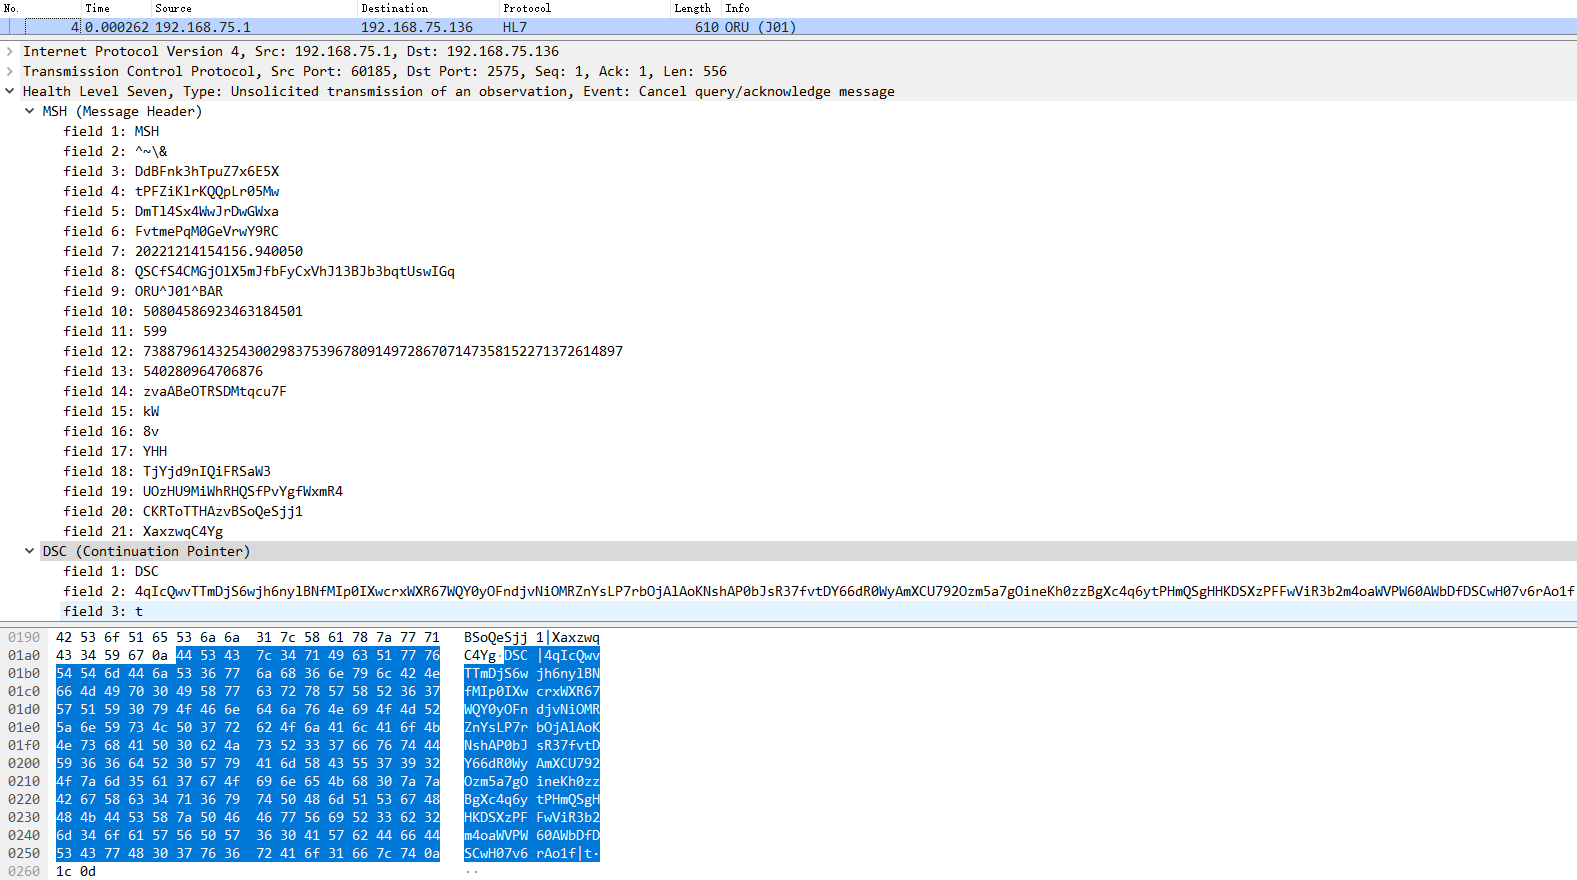 No. Time Source Destination Protocol Length Info
4 0.000262 192.168.75.1 192.168.75.136 HL7 610 ORU (J01)
Internet Protocol Version 4, Src: 192.168.75.1, Dst: 192.168.75.136
Transmission Control Protocol, Src Port: 60185, Dst Port: 2575, Seq: 1, Ack: 1, Len: 556
Health Level Seven, Type: Unsolicited transmission of an observation, Event: Cancel query/acknowledge message
MSH (Message Header)
field 1: MSH
field 2: ^~\&
field 3: DdBFnk3hTpuZ7x6E5X
field 4: tPFZiKlrKQQpLr05Mw
field 5: DmTl4Sx4WwJrDwGWxa
field 6: FvtmePqM0GeVrwY9RC
field 7: 20221214154156.940050
field 8: QSCfS4CMGjOlX5mJfbFyCxVhJ13BJb3bqtUswIGq
field 9: ORU^J01^BAR
field 10: 50804586923463184501
field 11: 599
field 12: 738879614325430029837539678091497286707147358152271372614897
field 13: 540280964706876
field 14: zvaABeOTRSDMtqcu7F
field 15: kW
field 16: 8v
field 17: YHH
field 18: TjYjd9nIQiFRSaW3
field 19: UOzHU9MiWhRHQSfPvYgfWxmR4
field 20: CKRToTTHAzvBSoQeSjj1
field 21: XaxzwqC4Yg
DSC (Continuation Pointer)
field 1: DSC
field 2: 4qIcQwvTTmDjS6wjh6nylBNfMIp0IXwcrxWXR67WQY0yOFndjvNiOMRZnYsLP7rbOjAlAoKNshAP0bJsR37fvtDY66dR0WyAmXCU792Ozm5a7gOineKh0zzBgXc4q6ytPHmQSgHHKDSXzPFFwViR3b2m4oaWVPW60AWbDfDSCwH07v6rAo1f
field 3: t
0190 42 53 6f 51 65 53 6a 6a 31 7c 58 61 78 7a 77 71 BSoQeSjj 1|Xaxzwq
01a0 43 34 59 67 0a 44 53 43 7c 34 71 49 63 51 77 76 C4Yg·DSC |4qIcQwv
01b0 54 54 6d 44 6a 53 36 77 6a 68 36 6e 79 6c 42 4e TTmDjS6w jh6nylBN
01c0 66 4d 49 70 30 49 58 77 63 72 78 57 58 52 36 37 fMIp0IXw crxWXR67
01d0 57 51 59 30 79 4f 46 6e 64 6a 76 4e 69 4f 4d 52 WQY0yOFn djvNiOMR
01e0 5a 6e 59 73 4c 50 37 72 62 4f 6a 41 6c 41 6f 4b ZnYsLP7r bOjAlAoK
01f0 4e 73 68 41 50 30 62 4a 73 52 33 37 66 76 74 44 NshAP0bJ sR37fvtD
0200 59 36 36 64 52 30 57 79 41 6d 58 43 55 37 39 32 Y66dR0Wy AmXCU792
0210 4f 7a 6d 35 61 37 67 4f 69 6e 65 4b 68 30 7a 7a Ozm5a7gO ineKh0zz
0220 42 67 58 63 34 71 36 79 74 50 48 6d 51 53 67 48 BgXc4q6y tPHmQSgH
0230 48 4b 44 53 58 7a 50 46 46 77 56 69 52 33 62 32 HKDSXzPF FwViR3b2
0240 6d 34 6f 61 57 56 50 57 36 30 41 57 62 44 66 44 m4oaWVPW 60AWbDfD
0250 53 43 77 48 30 37 76 36 72 41 6f 31 66 7c 74 0a SCwH07v6 rAo1f|t·
0260 1c 0d ··